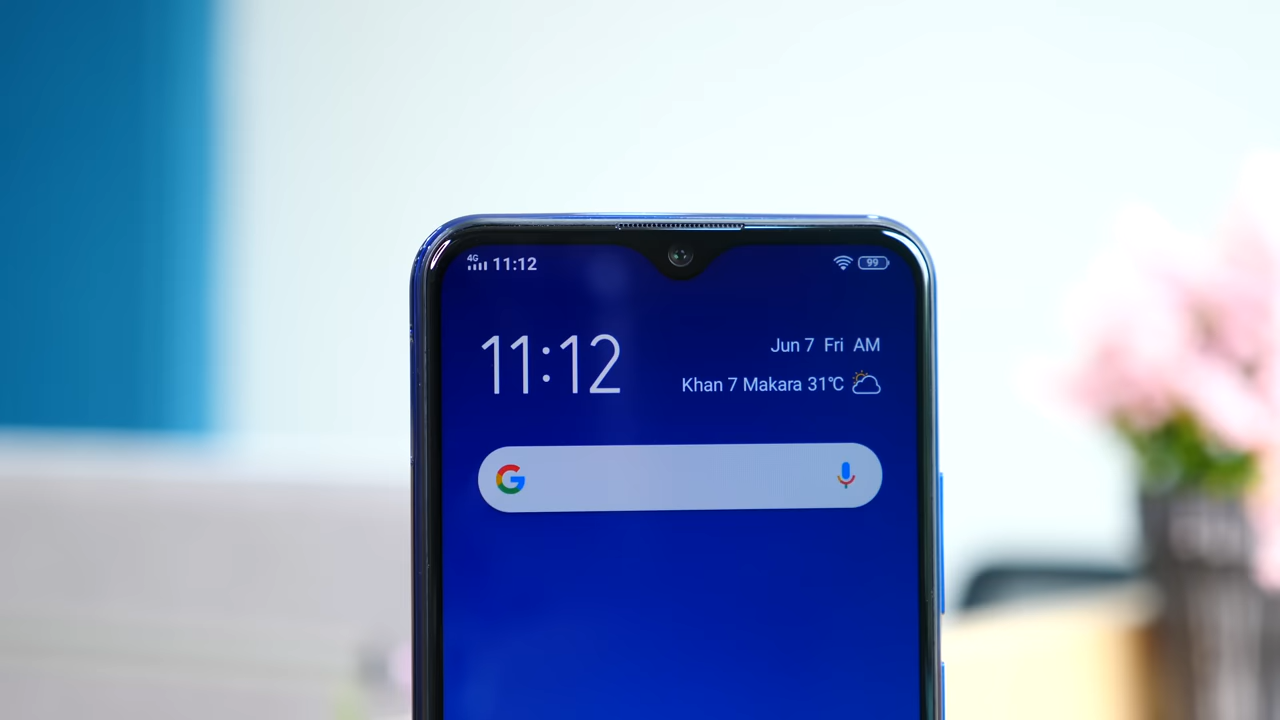 4G 11:12
99
11:12
Jun 7 Fri AM
Khan 7 Makara 31℃
G